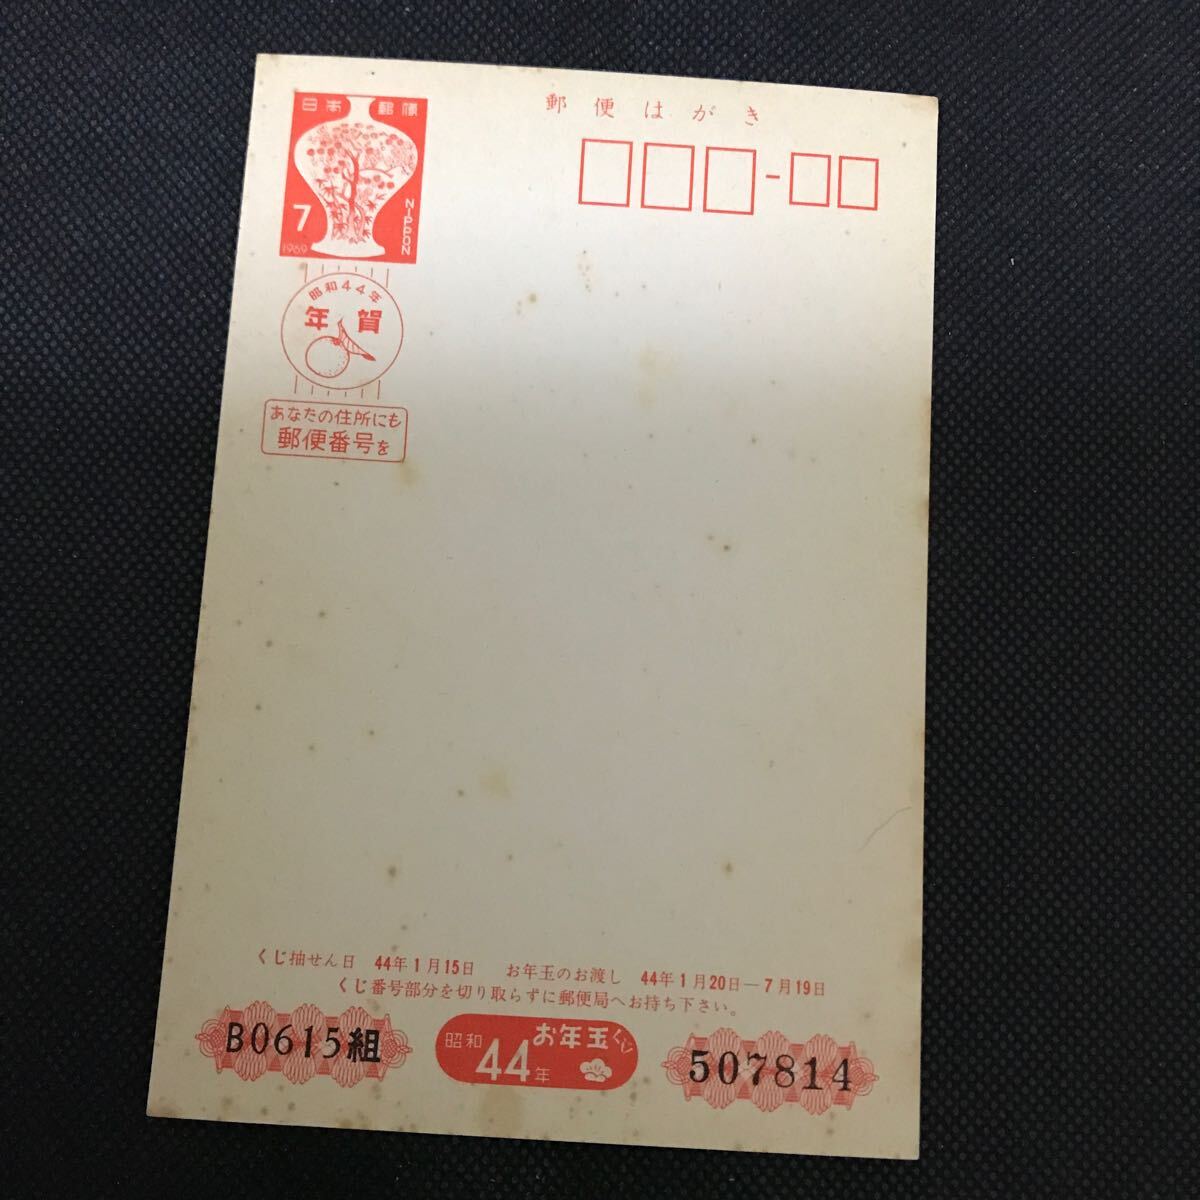 郵便はがき
日本郵便
7
NIPPON
1969
昭和44年
年賀
あなたの住所にも
郵便番号を
くじ抽せん日 44年1月15日 お年玉のお渡し 44年1月20日—7月19日
くじ番号部分を切り取らずに郵便局へお持ち下さい。
B0615組
昭和
44年
お年玉くじ
507814